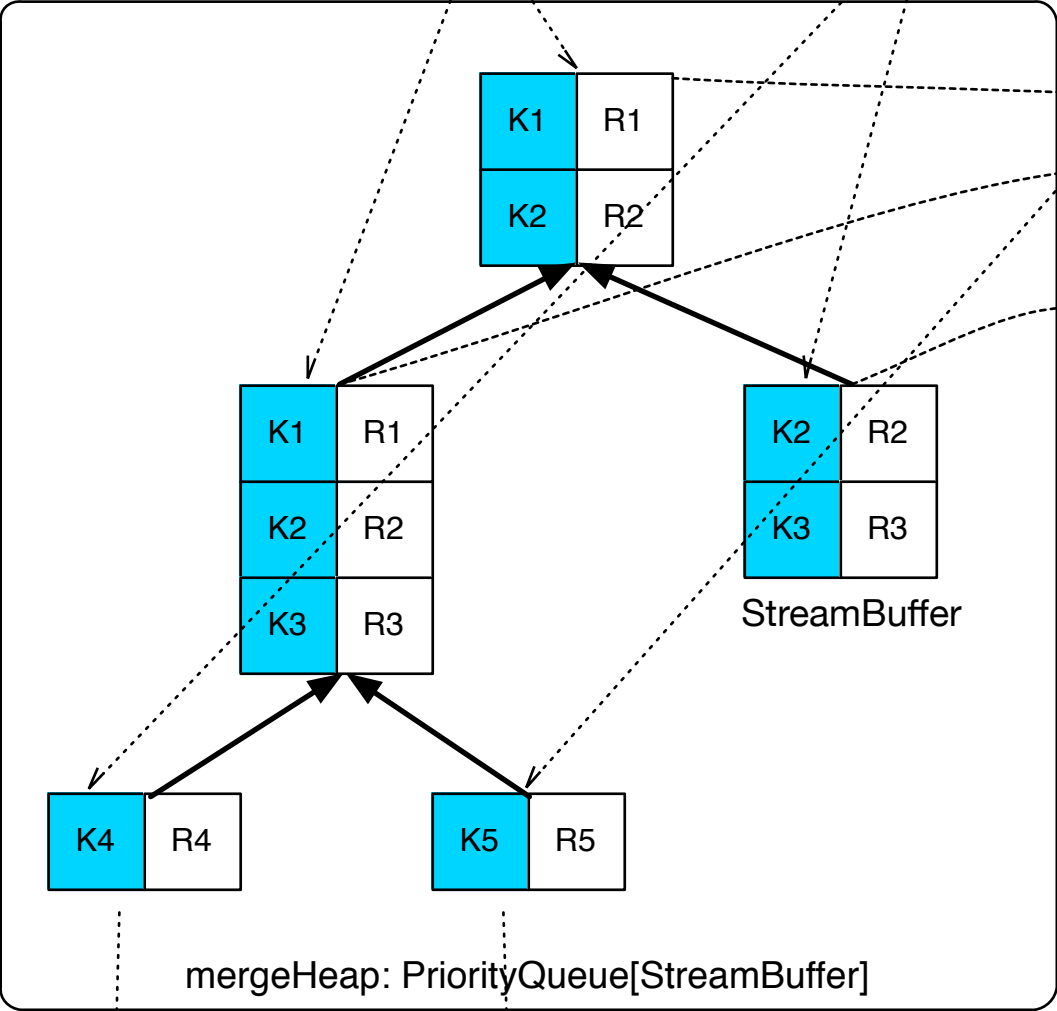 K1 R1
K2 R2
K1 R1
K2 R2
K3 R3
K2 R2
K3 R3
StreamBuffer
K4 R4
K5 R5
mergeHeap: PriorityQueue[StreamBuffer]